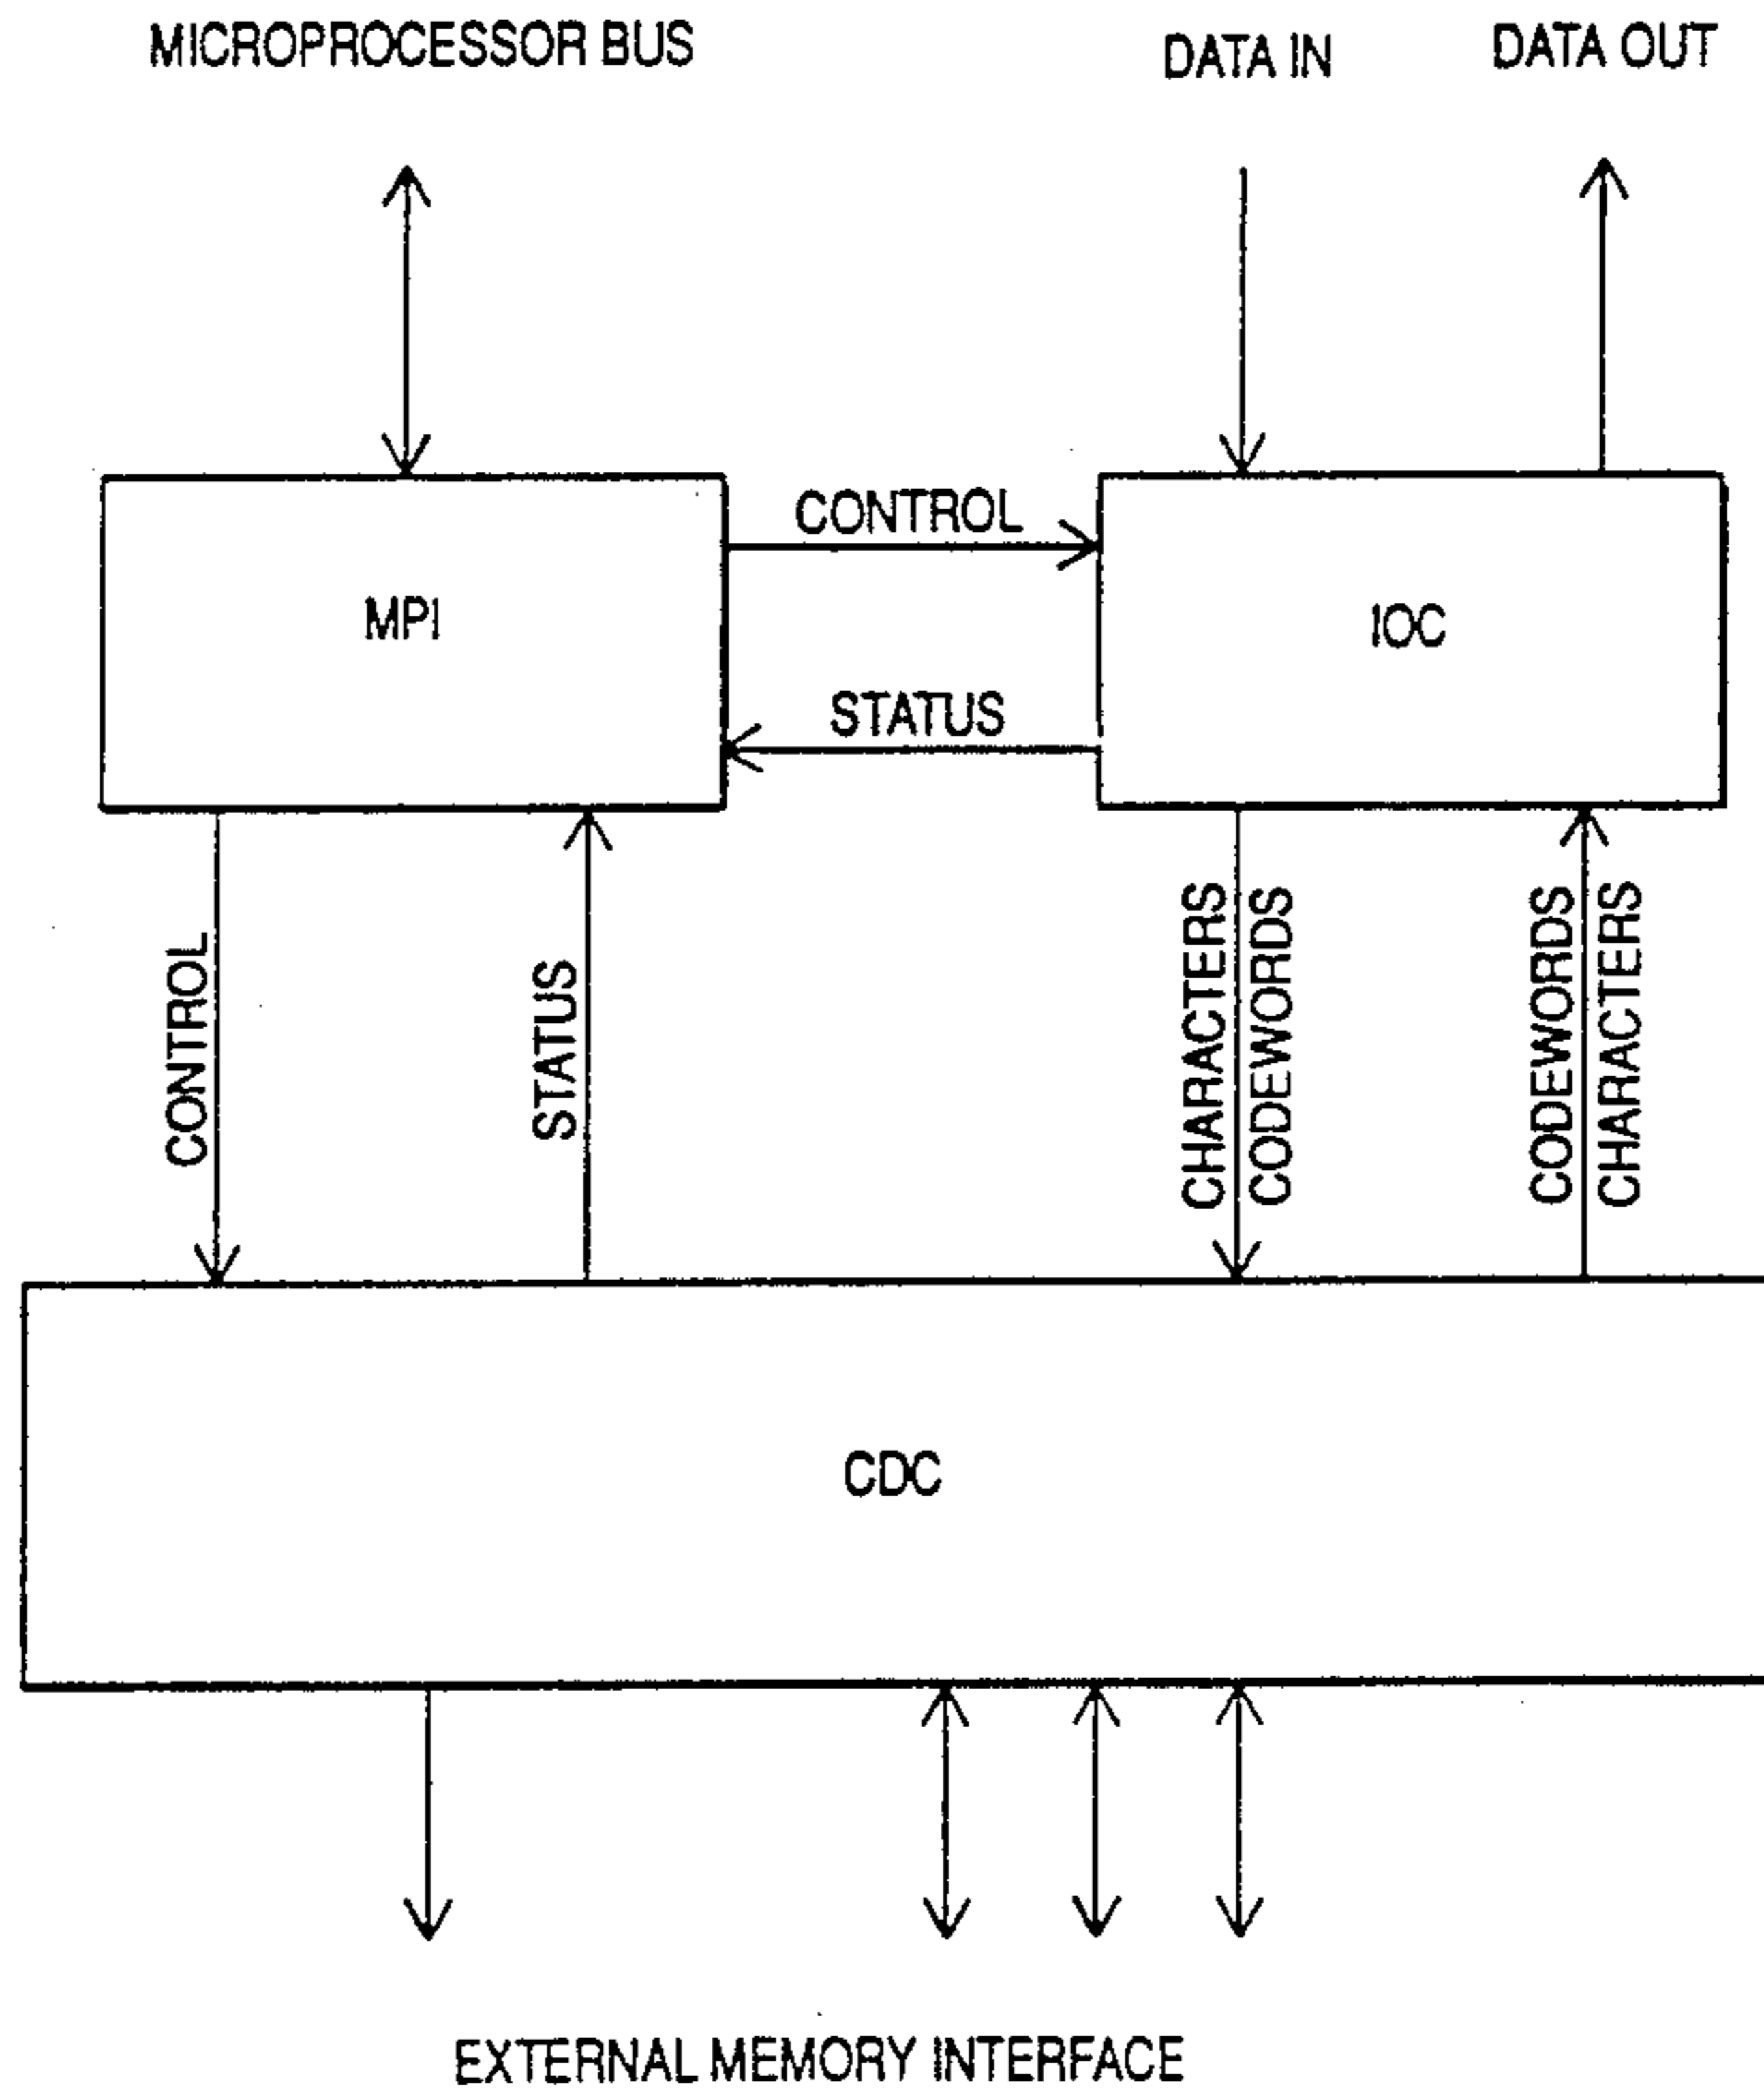 MICROPROCESSOR BUS
DATA IN
DATA OUT
CONTROL
MPI
IOC
STATUS
CONTROL
STATUS
CHARACTERS
CODEWORDS
CODEWORDS
CHARACTERS
CDC
EXTERNAL MEMORY INTERFACE